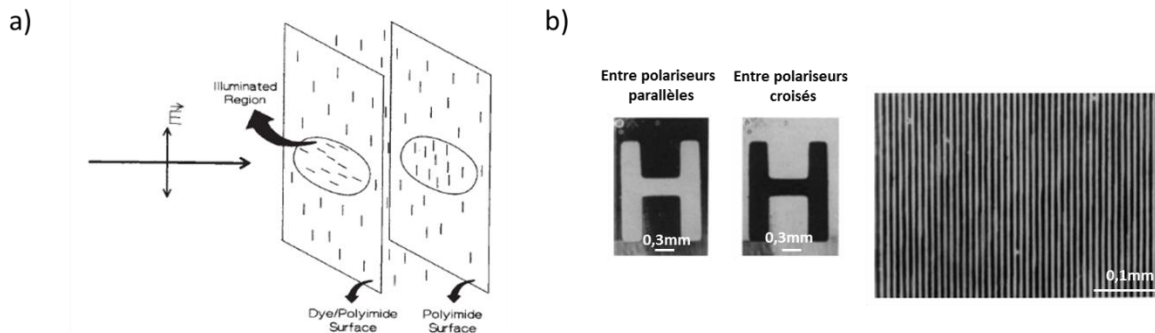 a)
E
Illuminated
Region
Dye/Polyimide
Surface
Polyimide
Surface
b)
Entre polariseurs
parallèles
Entre polariseurs
croisés
H
0,3mm
H
0,3mm
0,1mm